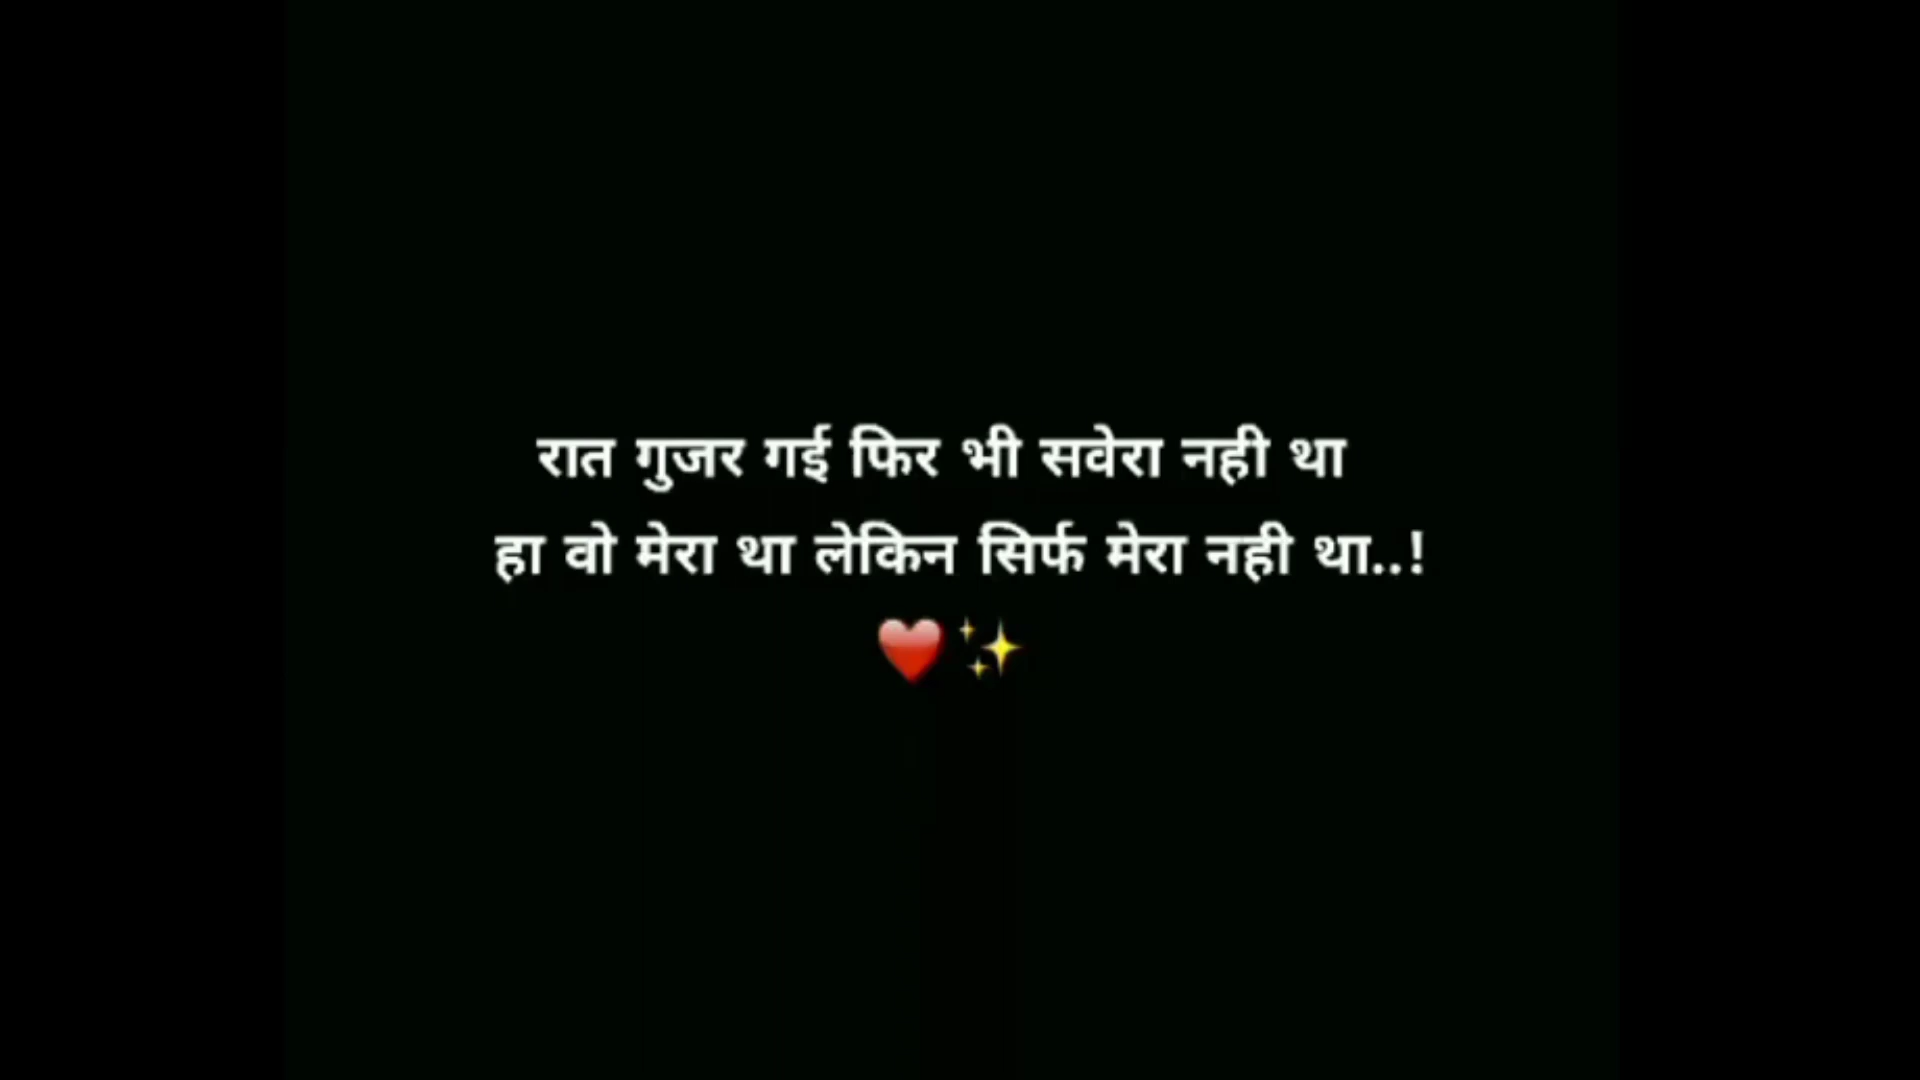 रात गुजर गई फिर भी सवेरा नही था
हा वो मेरा था लेकिन सिर्फ मेरा नही था..!
❤️✨